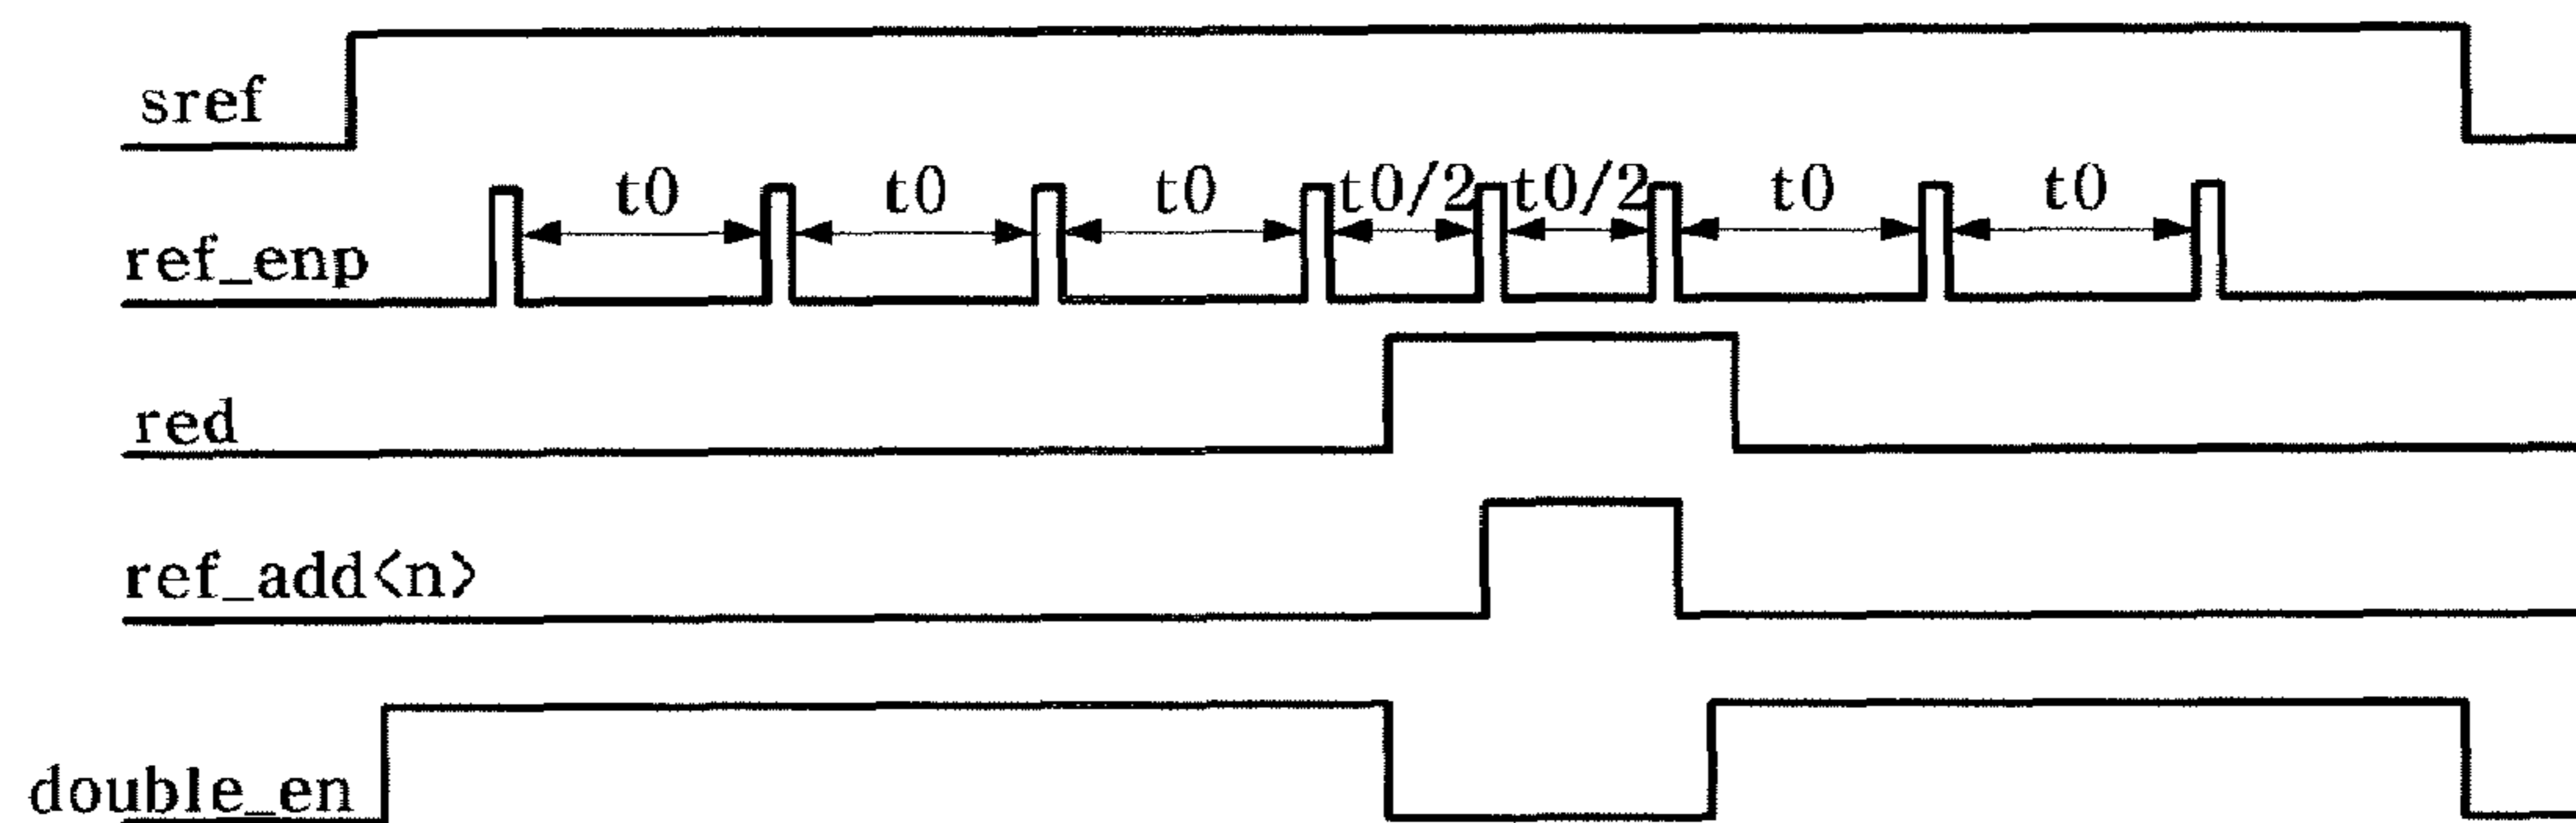 sref
t0 t0 t0 t0/2 t0/2 t0 t0
ref_enp
red
ref_add<n>
double_en